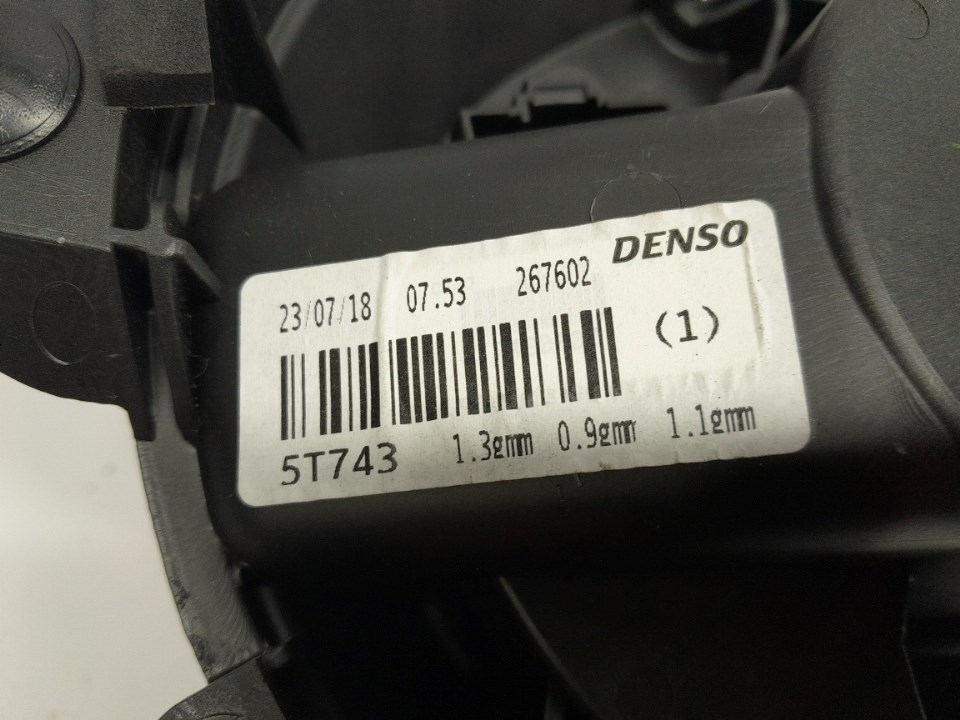 23/07/18 07.53 267602 DENSO
(1)
5T743 1.3gmm 0.9gmm 1.1gmm